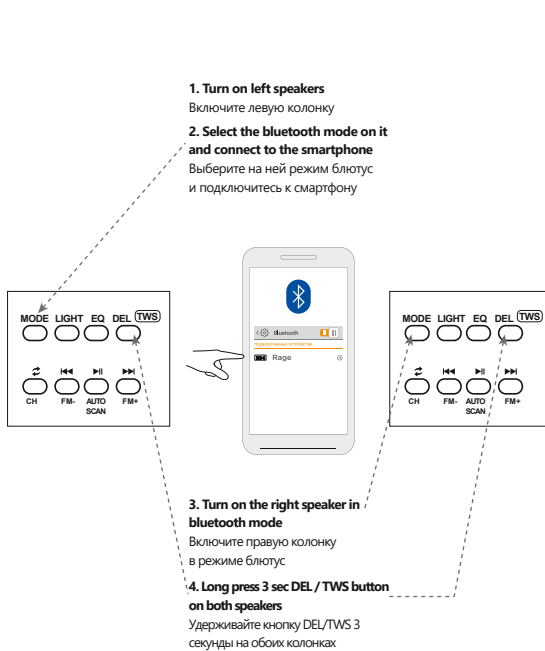 1. Turn on left speakers
Включите левую колонку
2. Select the bluetooth mode on it
and connect to the smartphone
Выберите на ней режим блютус
и подключитесь к смартфону
MODE LIGHT EQ DEL TWS
CH FM- AUTO SCAN FM+
Bluetooth
ПОДКЛЮЧЕННЫЕ УСТРОЙСТВА
Rage
MODE LIGHT EQ DEL TWS
CH FM- AUTO SCAN FM+
3. Turn on the right speaker in
bluetooth mode
Включите правую колонку
в режиме блютус
4. Long press 3 sec DEL / TWS button
on both speakers
Удерживайте кнопку DEL/TWS 3
секунды на обоих колонках